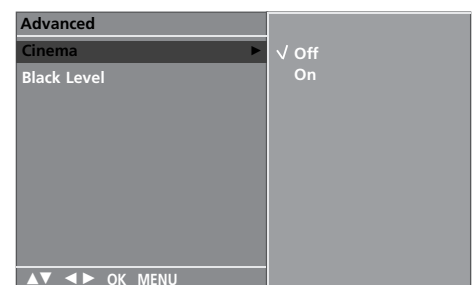 Advanced
Cinema ►
Black Level
▲▼ ◄► OK MENU
√ Off
On